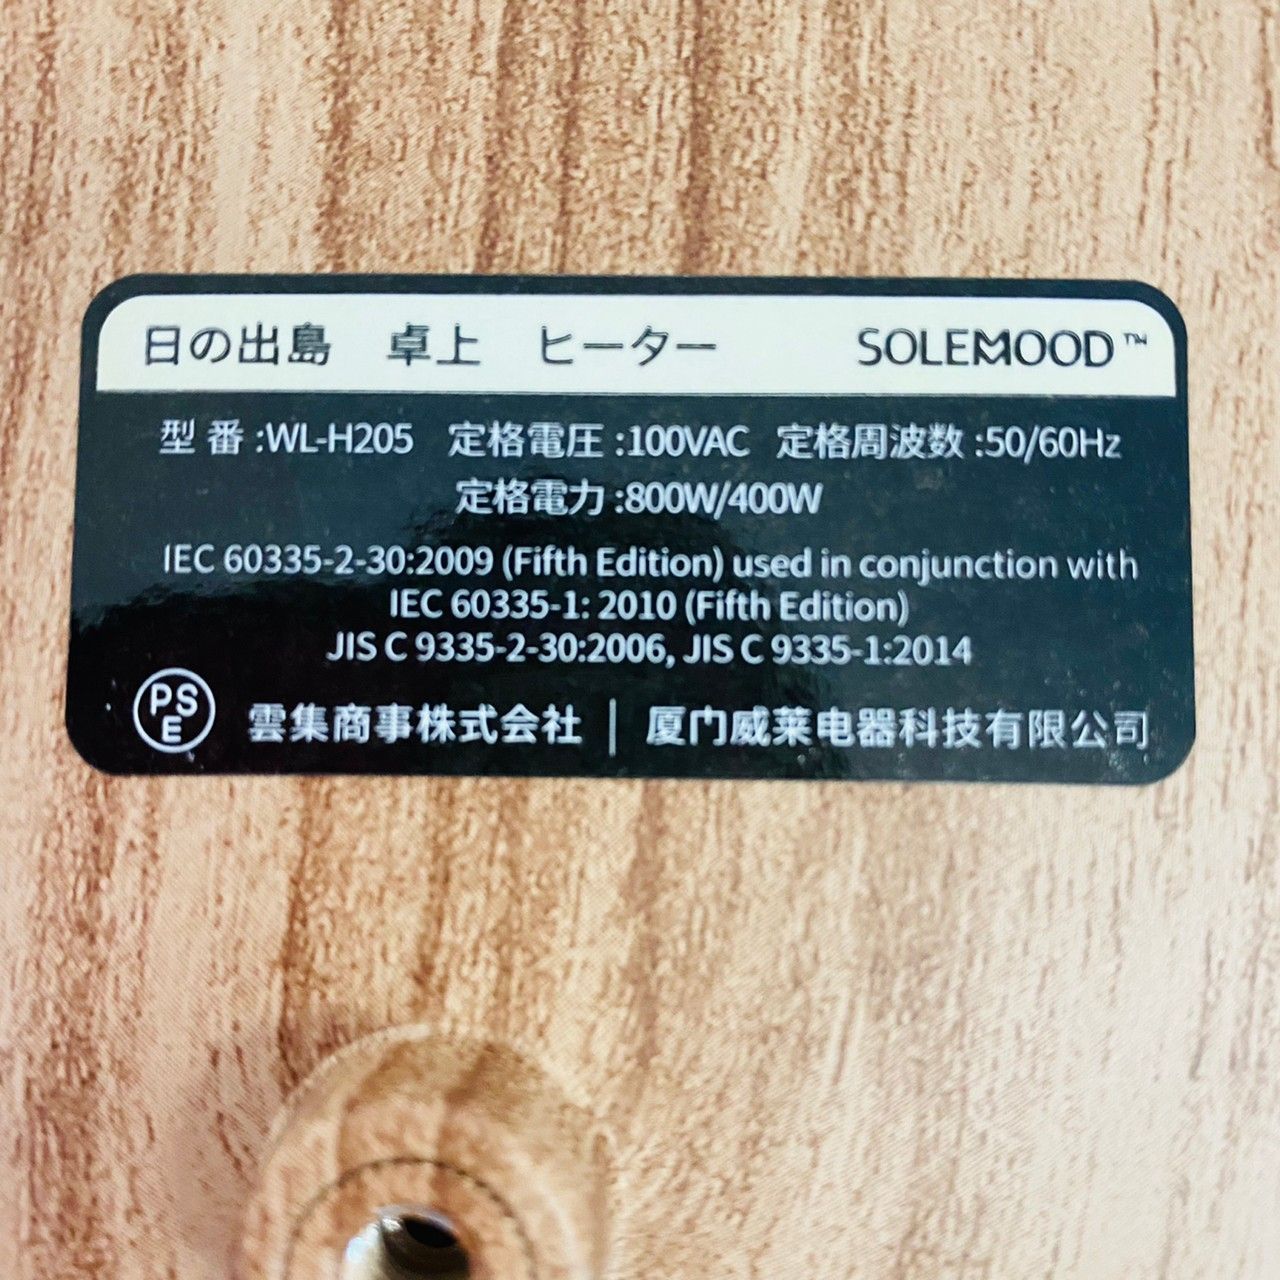 日の出島 卓上 ヒーター SOLEMOOD™
型 番 :WL-H205 定格電圧 :100VAC 定格周波数 :50/60Hz
定格電力 :800W/400W
IEC 60335-2-30:2009 (Fifth Edition) used in conjunction with
IEC 60335-1: 2010 (Fifth Edition)
JIS C 9335-2-30:2006, JIS C 9335-1:2014
PSE 雲集商事株式会社 | 厦门威莱电器科技有限公司